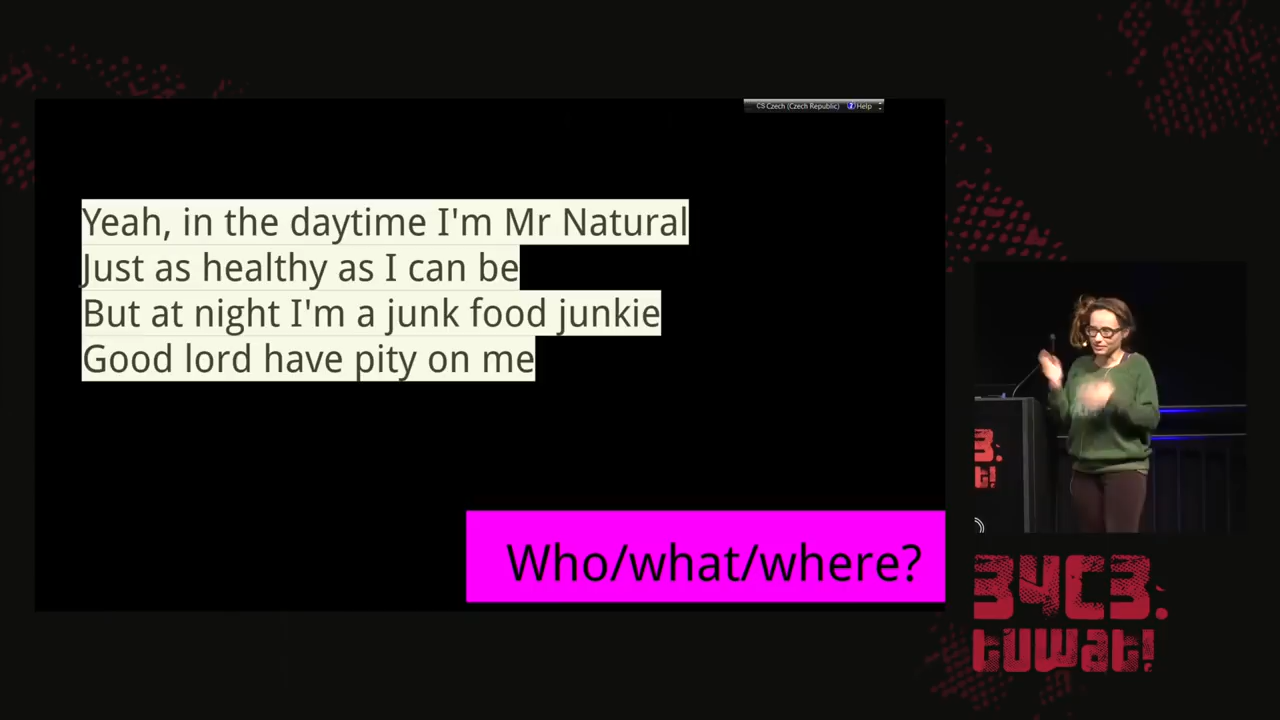 CS Czech (Czech Republic) ? Help
Yeah, in the daytime I'm Mr Natural
Just as healthy as I can be
But at night I'm a junk food junkie
Good lord have pity on me
Who/what/where?
3.
t!
34C3.
tuwat!